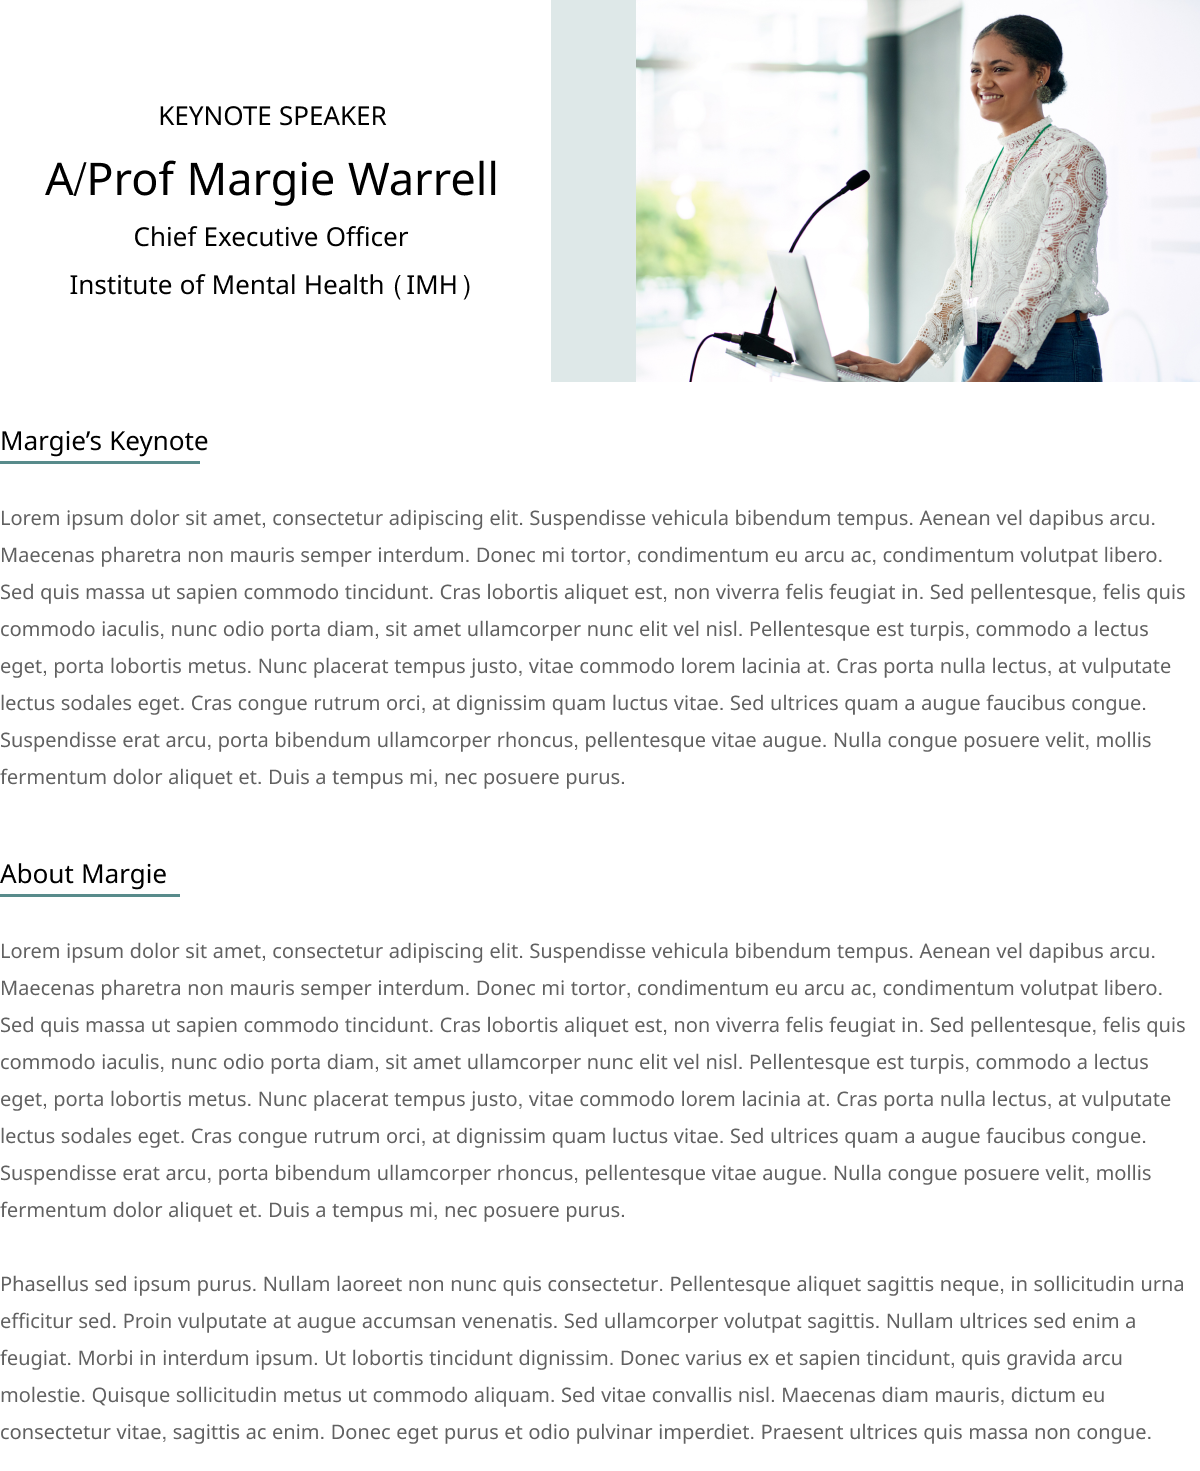 KEYNOTE SPEAKER
A/Prof Margie Warrell
Chief Executive Officer
Institute of Mental Health (IMH)
Margie’s Keynote
Lorem ipsum dolor sit amet, consectetur adipiscing elit. Suspendisse vehicula bibendum tempus. Aenean vel dapibus arcu.
Maecenas pharetra non mauris semper interdum. Donec mi tortor, condimentum eu arcu ac, condimentum volutpat libero.
Sed quis massa ut sapien commodo tincidunt. Cras lobortis aliquet est, non viverra felis feugiat in. Sed pellentesque, felis quis
commodo iaculis, nunc odio porta diam, sit amet ullamcorper nunc elit vel nisl. Pellentesque est turpis, commodo a lectus
eget, porta lobortis metus. Nunc placerat tempus justo, vitae commodo lorem lacinia at. Cras porta nulla lectus, at vulputate
lectus sodales eget. Cras congue rutrum orci, at dignissim quam luctus vitae. Sed ultrices quam a augue faucibus congue.
Suspendisse erat arcu, porta bibendum ullamcorper rhoncus, pellentesque vitae augue. Nulla congue posuere velit, mollis
fermentum dolor aliquet et. Duis a tempus mi, nec posuere purus.
About Margie
Lorem ipsum dolor sit amet, consectetur adipiscing elit. Suspendisse vehicula bibendum tempus. Aenean vel dapibus arcu.
Maecenas pharetra non mauris semper interdum. Donec mi tortor, condimentum eu arcu ac, condimentum volutpat libero.
Sed quis massa ut sapien commodo tincidunt. Cras lobortis aliquet est, non viverra felis feugiat in. Sed pellentesque, felis quis
commodo iaculis, nunc odio porta diam, sit amet ullamcorper nunc elit vel nisl. Pellentesque est turpis, commodo a lectus
eget, porta lobortis metus. Nunc placerat tempus justo, vitae commodo lorem lacinia at. Cras porta nulla lectus, at vulputate
lectus sodales eget. Cras congue rutrum orci, at dignissim quam luctus vitae. Sed ultrices quam a augue faucibus congue.
Suspendisse erat arcu, porta bibendum ullamcorper rhoncus, pellentesque vitae augue. Nulla congue posuere velit, mollis
fermentum dolor aliquet et. Duis a tempus mi, nec posuere purus.
Phasellus sed ipsum purus. Nullam laoreet non nunc quis consectetur. Pellentesque aliquet sagittis neque, in sollicitudin urna
efficitur sed. Proin vulputate at augue accumsan venenatis. Sed ullamcorper volutpat sagittis. Nullam ultrices sed enim a
feugiat. Morbi in interdum ipsum. Ut lobortis tincidunt dignissim. Donec varius ex et sapien tincidunt, quis gravida arcu
molestie. Quisque sollicitudin metus ut commodo aliquam. Sed vitae convallis nisl. Maecenas diam mauris, dictum eu
consectetur vitae, sagittis ac enim. Donec eget purus et odio pulvinar imperdiet. Praesent ultrices quis massa non congue.